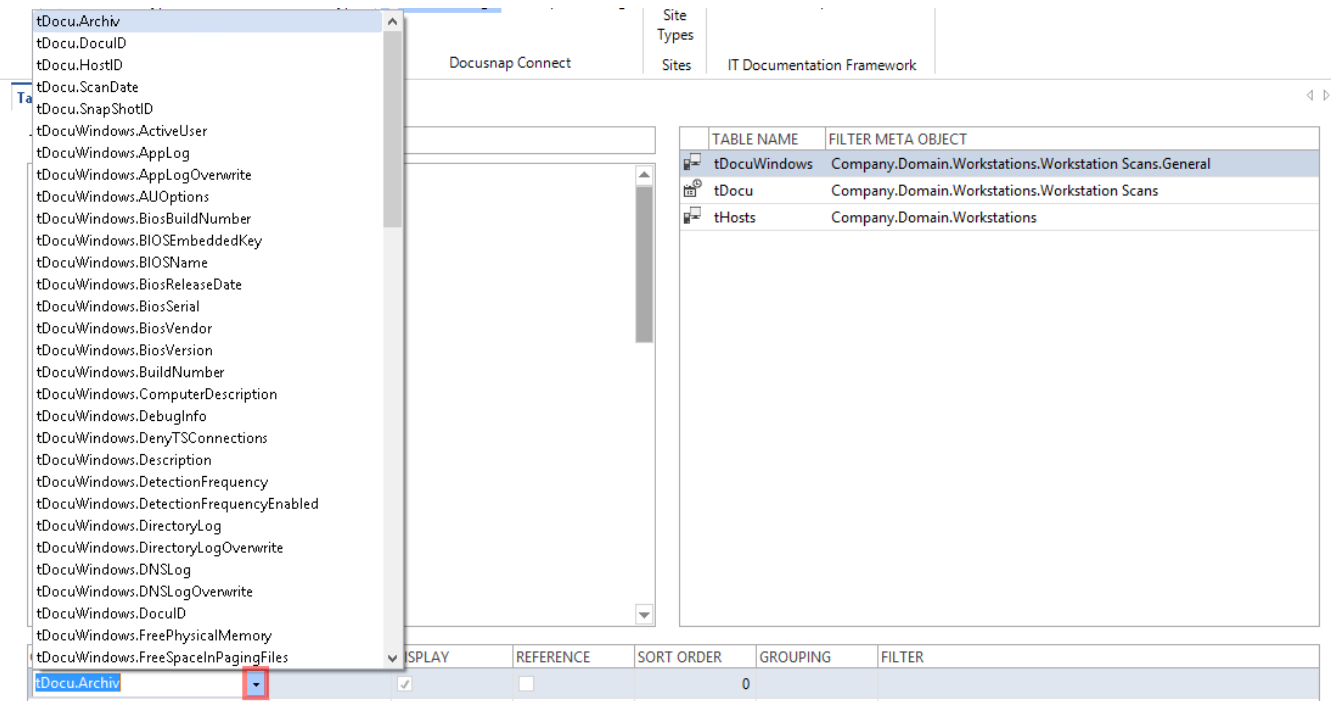 Site
Types
Docusnap Connect
Sites
IT Documentation Framework
Ta
tDocu.Archiv
tDocu.DocuID
tDocu.HostID
tDocu.ScanDate
tDocu.SnapShotID
tDocuWindows.ActiveUser
tDocuWindows.AppLog
tDocuWindows.AppLogOverwrite
tDocuWindows.AUOptions
tDocuWindows.BiosBuildNumber
tDocuWindows.BIOSEmbeddedKey
tDocuWindows.BIOSName
tDocuWindows.BiosReleaseDate
tDocuWindows.BiosSerial
tDocuWindows.BiosVendor
tDocuWindows.BiosVersion
tDocuWindows.BuildNumber
tDocuWindows.ComputerDescription
tDocuWindows.DebugInfo
tDocuWindows.DenyTSConnections
tDocuWindows.Description
tDocuWindows.DetectionFrequency
tDocuWindows.DetectionFrequencyEnabled
tDocuWindows.DirectoryLog
tDocuWindows.DirectoryLogOverwrite
tDocuWindows.DNSLog
tDocuWindows.DNSLogOverwrite
tDocuWindows.DocuID
tDocuWindows.FreePhysicalMemory
tDocuWindows.FreeSpaceInPagingFiles
TABLE NAME FILTER META OBJECT
tDocuWindows Company.Domain.Workstations.Workstation Scans.General
tDocu Company.Domain.Workstations.Workstation Scans
tHosts Company.Domain.Workstations
ISPLAY REFERENCE SORT ORDER GROUPING FILTER
tDocu.Archiv 0